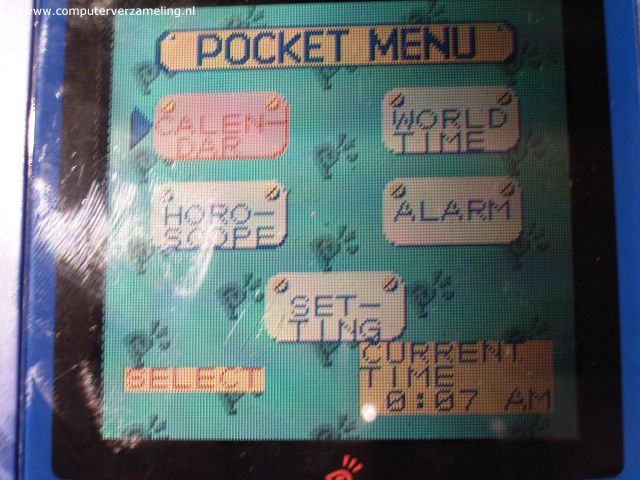 www.computerverzameling.nl
POCKET MENU
CALEN-
DAR
WORLD
TIME
HORO-
SCOPE
ALARM
SET-
TING
SELECT
CURRENT
TIME
0:07 AM